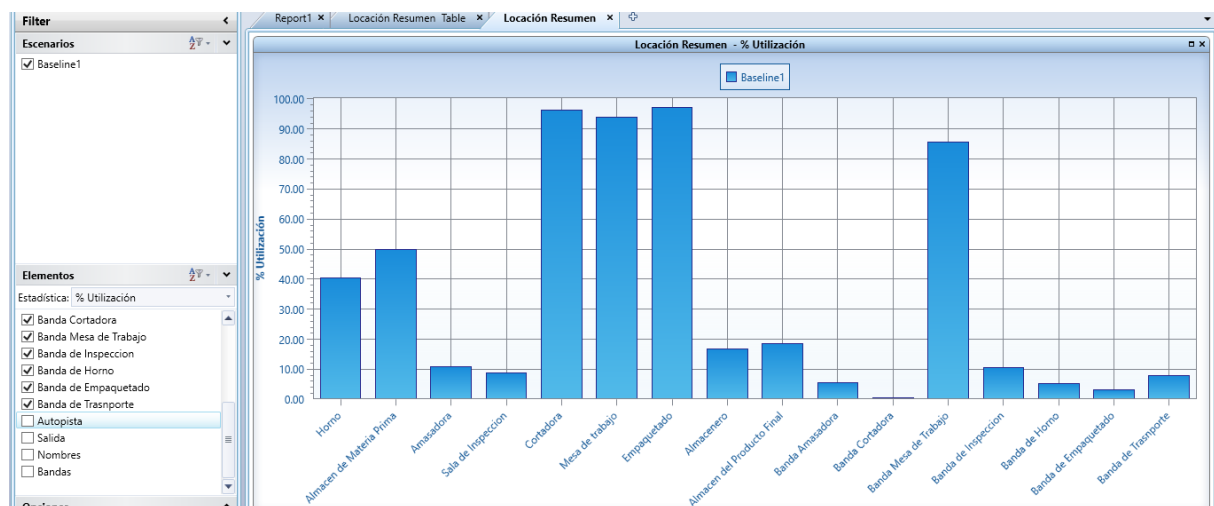 Filter
Escenarios
Baseline1
Elementos
Estadística: % Utilización
Banda Cortadora
Banda Mesa de Trabajo
Banda de Inspeccion
Banda de Horno
Banda de Empaquetado
Banda de Trasnporte
Autopista
Salida
Nombres
Bandas
Report1
Locación Resumen Table
Locación Resumen
Locación Resumen - % Utilización
Baseline1
% Utilización
100.00
90.00
80.00
70.00
60.00
50.00
40.00
30.00
20.00
10.00
0.00
Horno
Almacen de Materia Prima
Amasadora
Sala de Inspeccion
Cortadora
Mesa de trabajo
Empaquetado
Almacenero
Almacen del Producto Final
Banda Amasadora
Banda Cortadora
Banda Mesa de Trabajo
Banda de Inspeccion
Banda de Horno
Banda de Empaquetado
Banda de Trasnporte